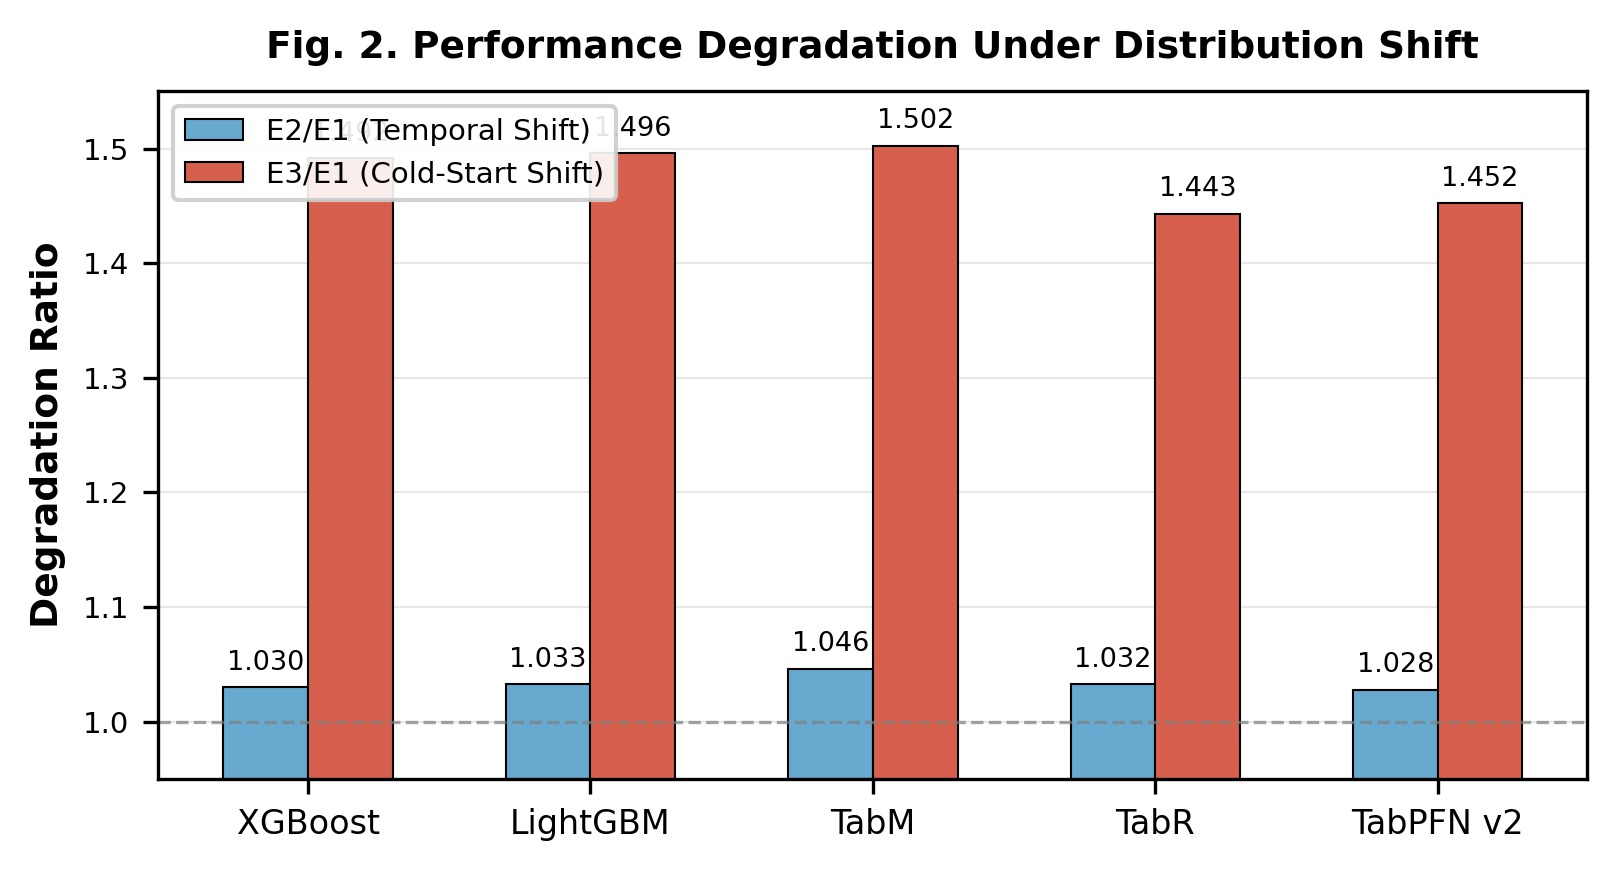 Fig. 2. Performance Degradation Under Distribution Shift
Degradation Ratio
E2/E1 (Temporal Shift)
E3/E1 (Cold-Start Shift)
1.5
1.4
1.3
1.2
1.1
1.0
1.030
1.033
1.496
1.046
1.502
1.032
1.443
1.028
1.452
XGBoost
LightGBM
TabM
TabR
TabPFN v2